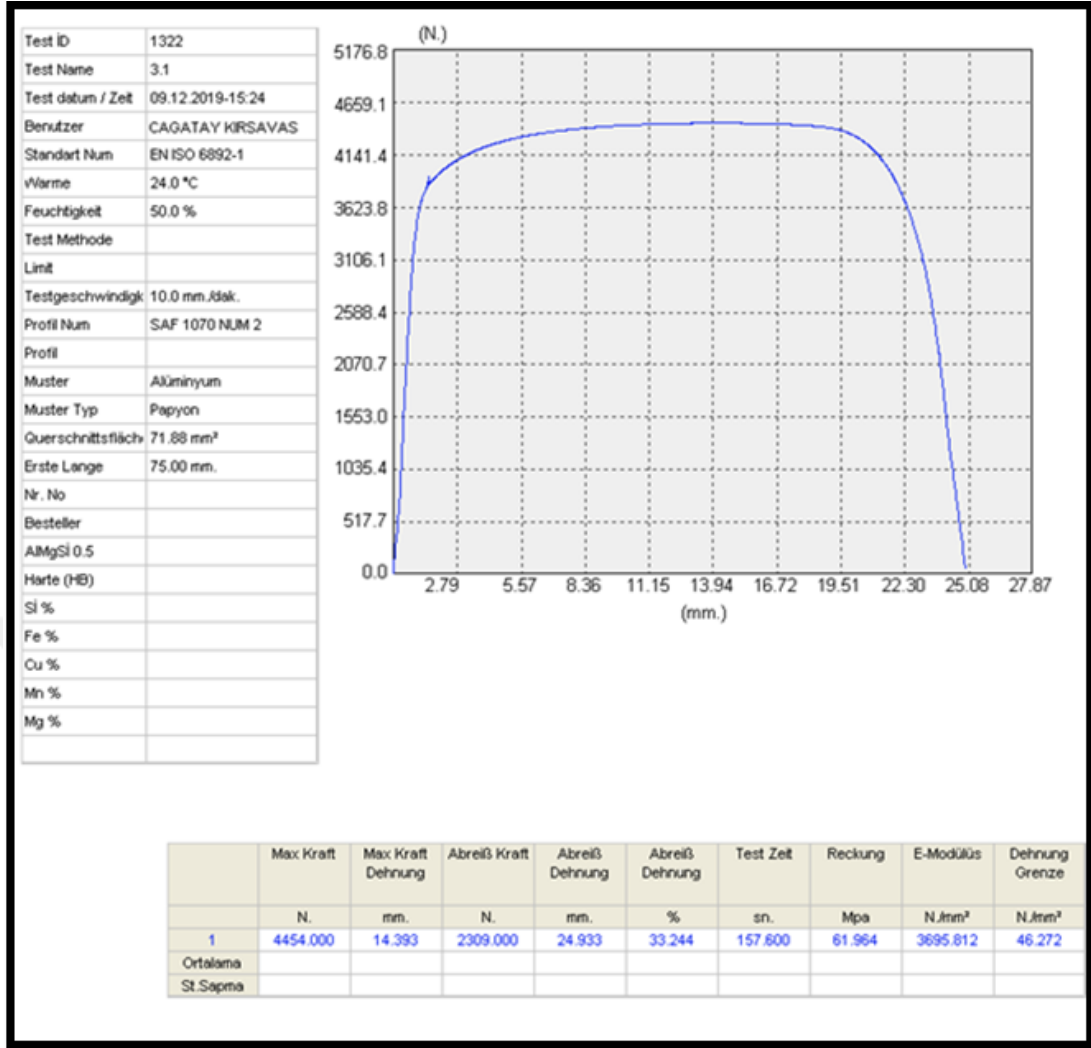 Test İD 1322
Test Name 3.1
Test datum / Zeit 09.12.2019-15:24
Benutzer CAGATAY KIRSAVAS
Standart Num EN ISO 6892-1
Warme 24.0 °C
Feuchtigkeit 50.0 %
Test Methode
Limit
Testgeschwindigk 10.0 mm./dak.
Profil Num SAF 1070 NUM 2
Profil
Muster Alüminyum
Muster Typ Papyon
Querschnittsfläche 71.88 mm²
Erste Lange 75.00 mm.
Nr. No
Besteller
AlMgSİ 0.5
Harte (HB)
Sİ %
Fe %
Cu %
Mn %
Mg %
(N.)
5176.8
4659.1
4141.4
3623.8
3106.1
2588.4
2070.7
1553.0
1035.4
517.7
0.0
2.79 5.57 8.36 11.15 13.94 16.72 19.51 22.30 25.08 27.87
(mm.)
Max Kraft Max Kraft Abreiß Kraft Abreiß Abreiß Test Zeit Reckung E-Modülüs Dehnung
Dehnung Dehnung Dehnung Grenze
N. mm. N. mm. % sn. Mpa N./mm² N./mm²
1 4454.000 14.393 2309.000 24.933 33.244 157.600 61.964 3695.812 46.272
Ortalama
St.Sapma